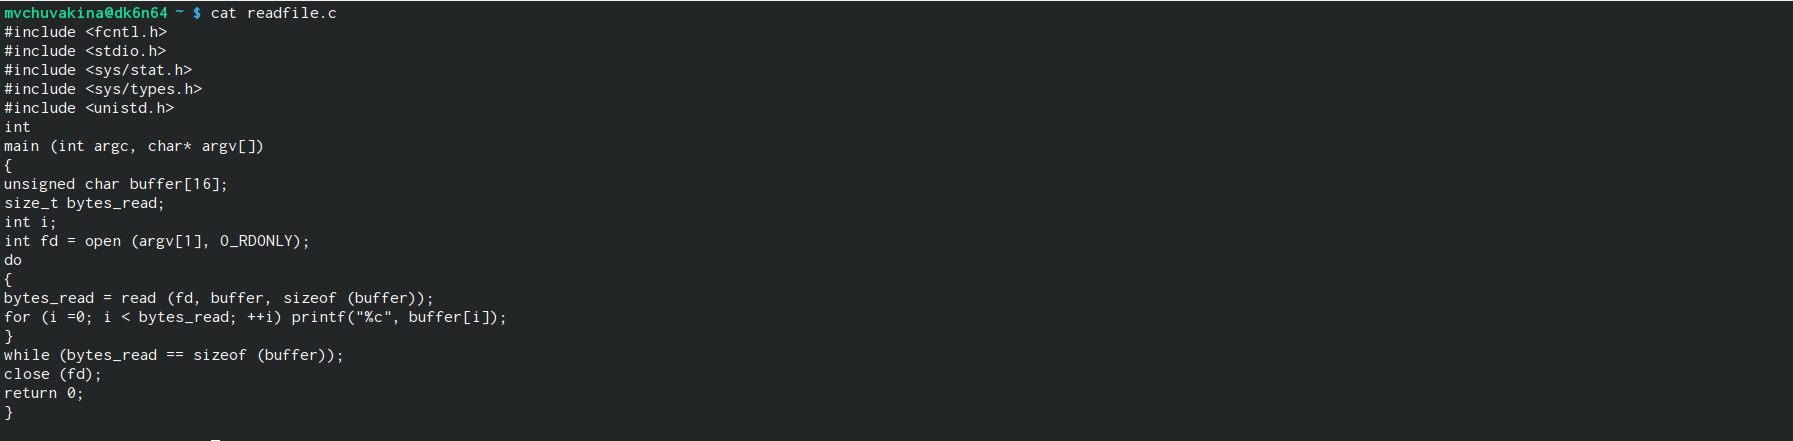 mvchuvakina@dk6n64 ~ $ cat readfile.c
#include <fcntl.h>
#include <stdio.h>
#include <sys/stat.h>
#include <sys/types.h>
#include <unistd.h>
int
main (int argc, char* argv[])
{
unsigned char buffer[16];
size_t bytes_read;
int i;
int fd = open (argv[1], O_RDONLY);
do
{
bytes_read = read (fd, buffer, sizeof (buffer));
for (i =0; i < bytes_read; ++i) printf("%c", buffer[i]);
}
while (bytes_read == sizeof (buffer));
close (fd);
return 0;
}